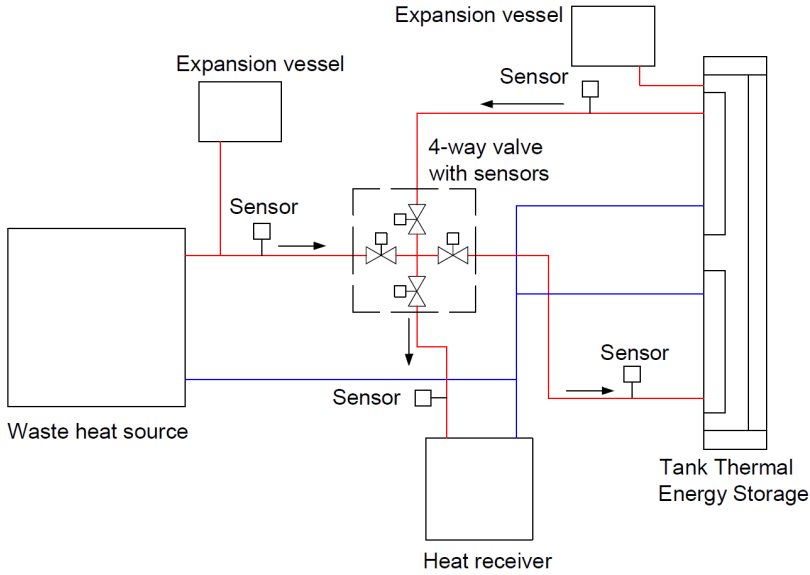 Expansion vessel
Expansion vessel
Sensor
4-way valve
with sensors
Sensor
Sensor
Sensor
Waste heat source
Tank Thermal
Energy Storage
Heat receiver